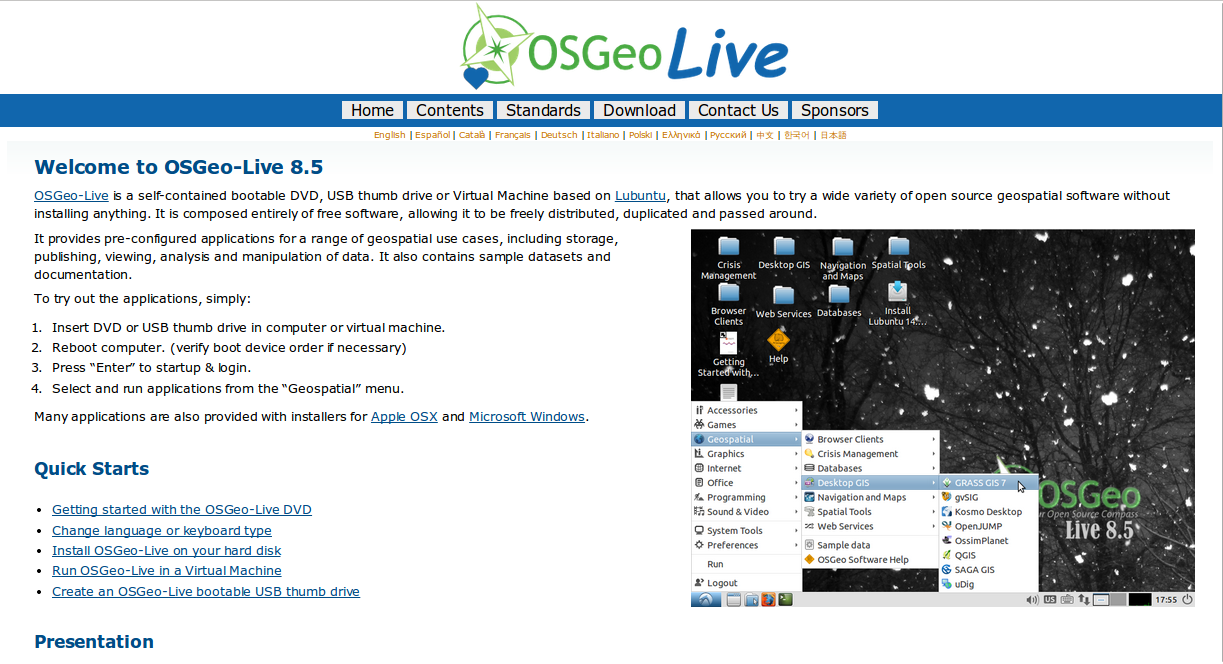 OSGeo Live
Home Contents Standards Download Contact Us Sponsors
English | Español | Català | Français | Deutsch | Italiano | Polski | Ελληνικά | Русский | 中文 | 한국어 | 日本語
Welcome to OSGeo-Live 8.5
OSGeo-Live is a self-contained bootable DVD, USB thumb drive or Virtual Machine based on Lubuntu, that allows you to try a wide variety of open source geospatial software without
installing anything. It is composed entirely of free software, allowing it to be freely distributed, duplicated and passed around.
It provides pre-configured applications for a range of geospatial use cases, including storage,
publishing, viewing, analysis and manipulation of data. It also contains sample datasets and
documentation.
To try out the applications, simply:
1. Insert DVD or USB thumb drive in computer or virtual machine.
2. Reboot computer. (verify boot device order if necessary)
3. Press “Enter” to startup & login.
4. Select and run applications from the “Geospatial” menu.
Many applications are also provided with installers for Apple OSX and Microsoft Windows.
Quick Starts
• Getting started with the OSGeo-Live DVD
• Change language or keyboard type
• Install OSGeo-Live on your hard disk
• Run OSGeo-Live in a Virtual Machine
• Create an OSGeo-Live bootable USB thumb drive
Presentation
Crisis
Management
Desktop GIS
Navigation
and Maps
Spatial Tools
Browser
Clients
Web Services
Databases
Install
Lubuntu 14....
Getting
Started with...
Help
Accessories
Games
Geospatial
Graphics
Internet
Office
Programming
Sound & Video
System Tools
Preferences
Run
Logout
Browser Clients
Crisis Management
Databases
Desktop GIS
Navigation and Maps
Spatial Tools
Web Services
Sample data
OSGeo Software Help
GRASS GIS 7
gvSIG
Kosmo Desktop
OpenJUMP
OssimPlanet
QGIS
SAGA GIS
uDig
OSGeo
ur Open Source Compass
Live 8.5
US
17:55